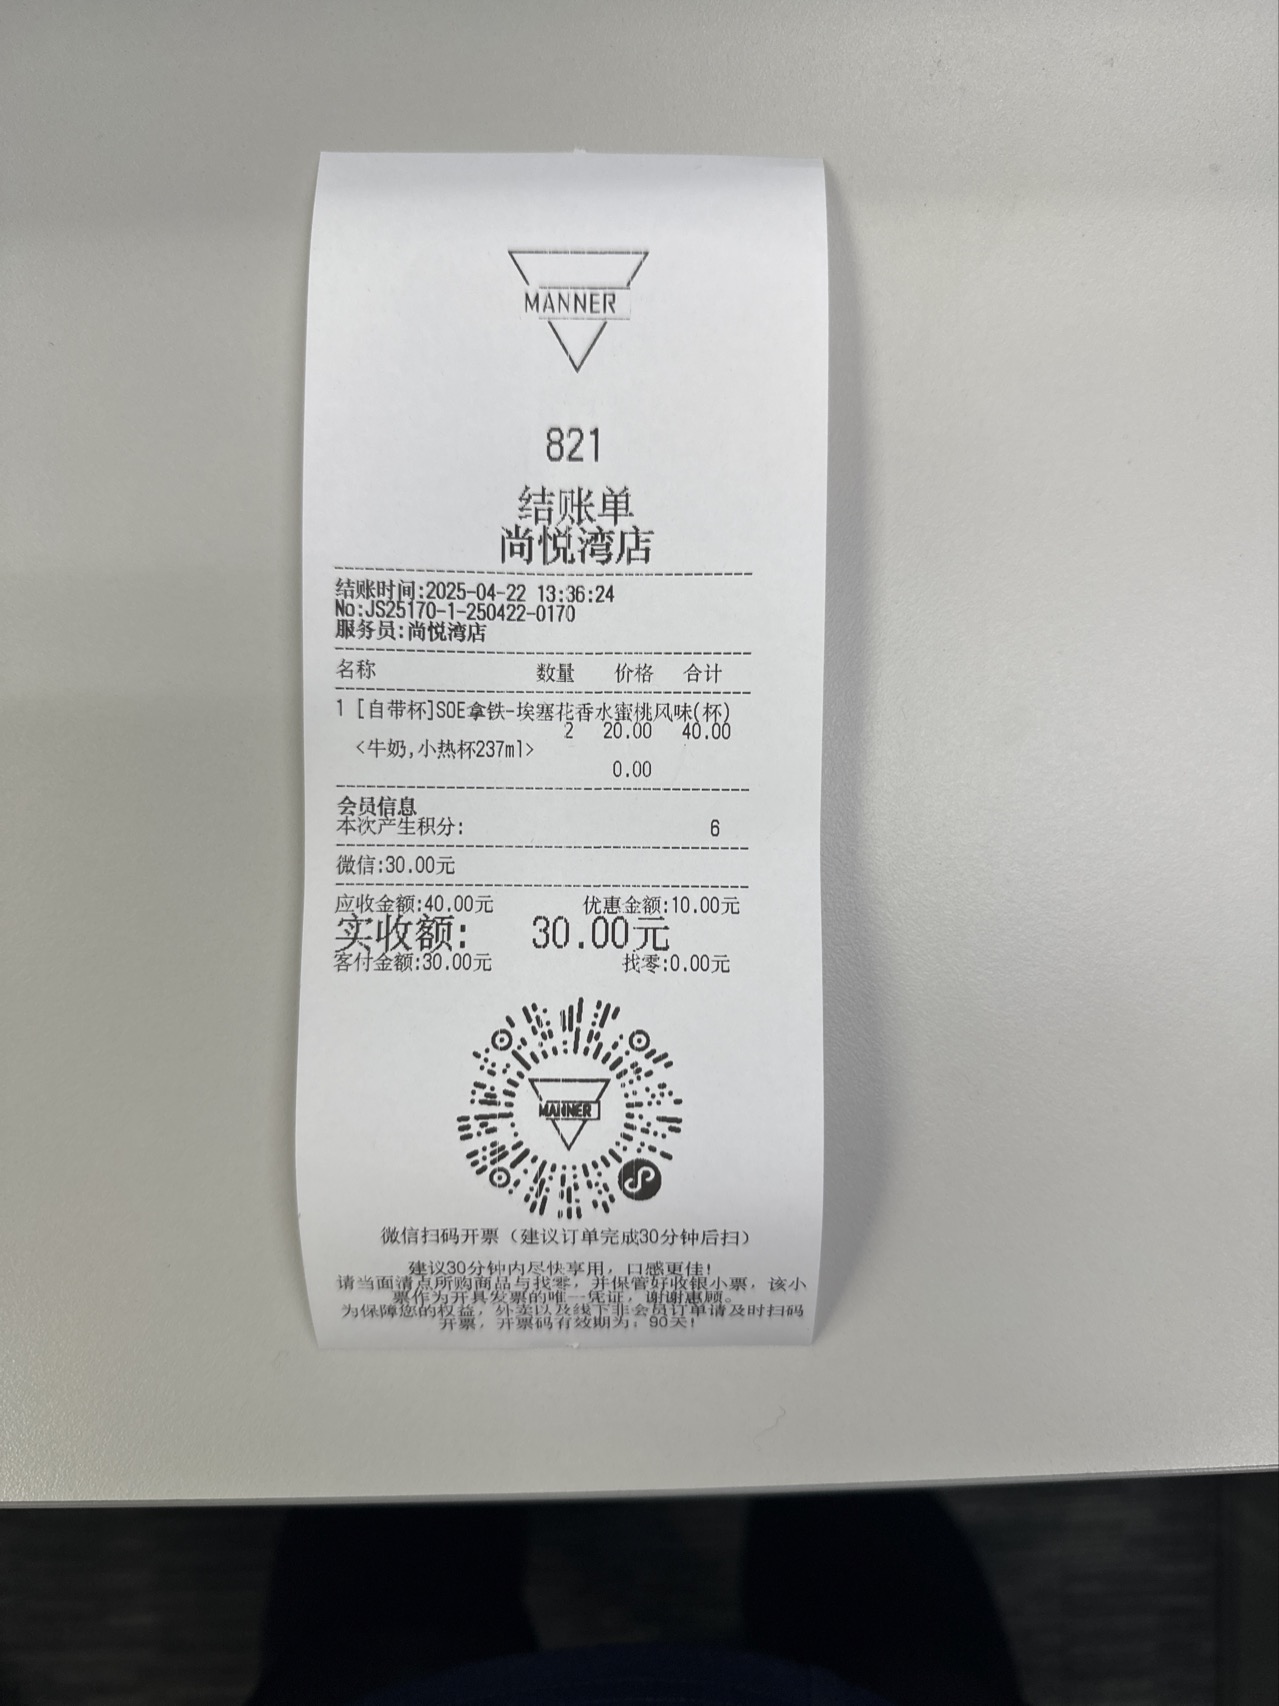 MANNER
821
结账单
尚悦湾店
结账时间:2025-04-22 13:36:24
No:JS25170-1-250422-0170
服务员:尚悦湾店
名称 数量 价格 合计
1 [自带杯]SOE拿铁-埃塞花香水蜜桃风味(杯)
2 20.00 40.00
<牛奶,小热杯237ml>
0.00
会员信息
本次产生积分: 6
微信:30.00元
应收金额:40.00元 优惠金额:10.00元
实收额: 30.00元
客付金额:30.00元 找零:0.00元
MANNER
微信扫码开票（建议订单完成30分钟后扫）
建议30分钟内尽快享用，口感更佳！
请当面清点所购商品与找零，并保管好收银小票，该小
票作为开具发票的唯一凭证，谢谢惠顾。
为保障您的权益，外卖以及线下非会员订单请及时扫码
开票，开票码有效期为：90天！